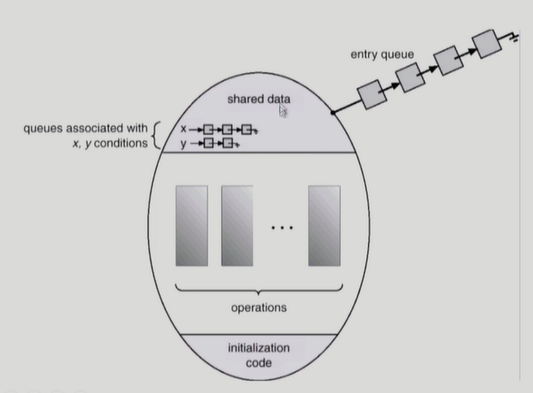 entry queue
shared data
queues associated with
x, y conditions
x
y
...
operations
initialization
code